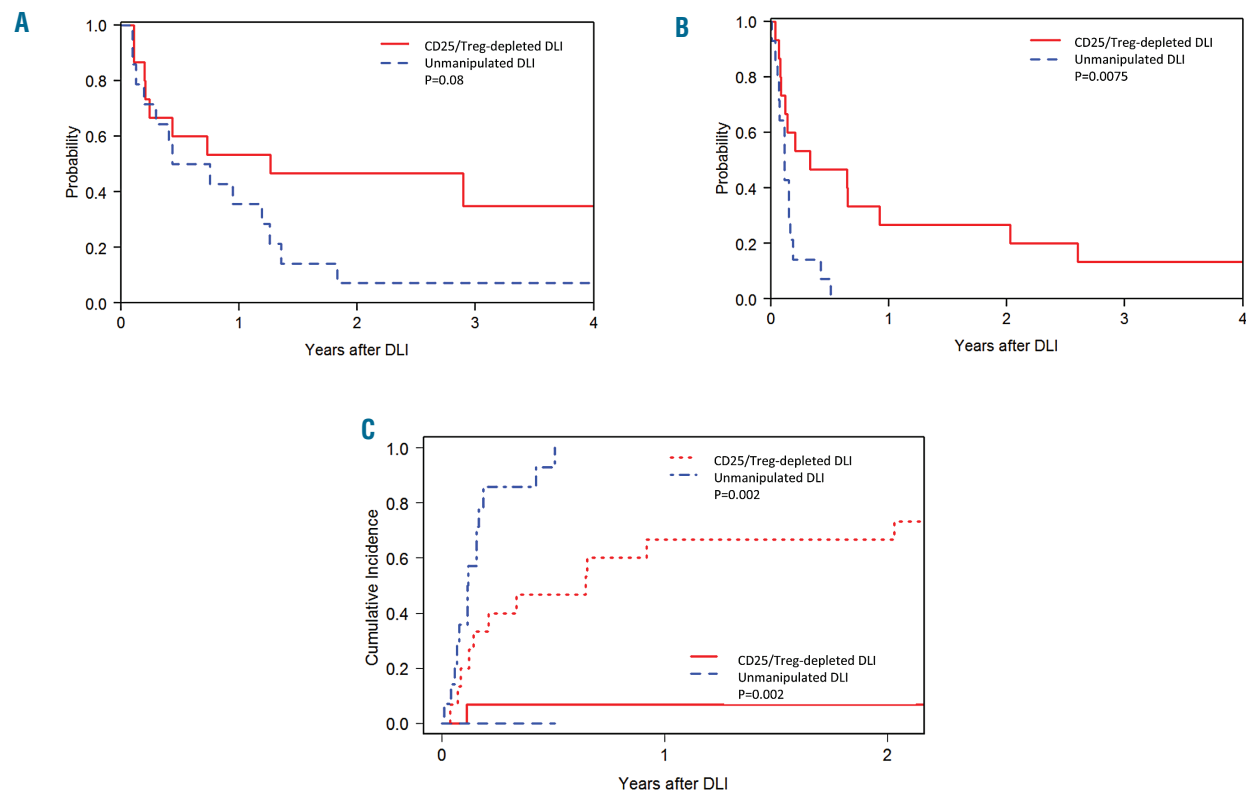 A
1.0
0.8
0.6
0.4
0.2
0.0
Probability
0 1 2 3 4
Years after DLI
CD25/Treg-depleted DLI
Unmanipulated DLI
P=0.08
B
1.0
0.8
0.6
0.4
0.2
0.0
Probability
0 1 2 3 4
Years after DLI
CD25/Treg-depleted DLI
Unmanipulated DLI
P=0.0075
C
1.0
0.8
0.6
0.4
0.2
0.0
Cumulative Incidence
0 1 2
Years after DLI
CD25/Treg-depleted DLI
Unmanipulated DLI
P=0.002
CD25/Treg-depleted DLI
Unmanipulated DLI
P=0.002